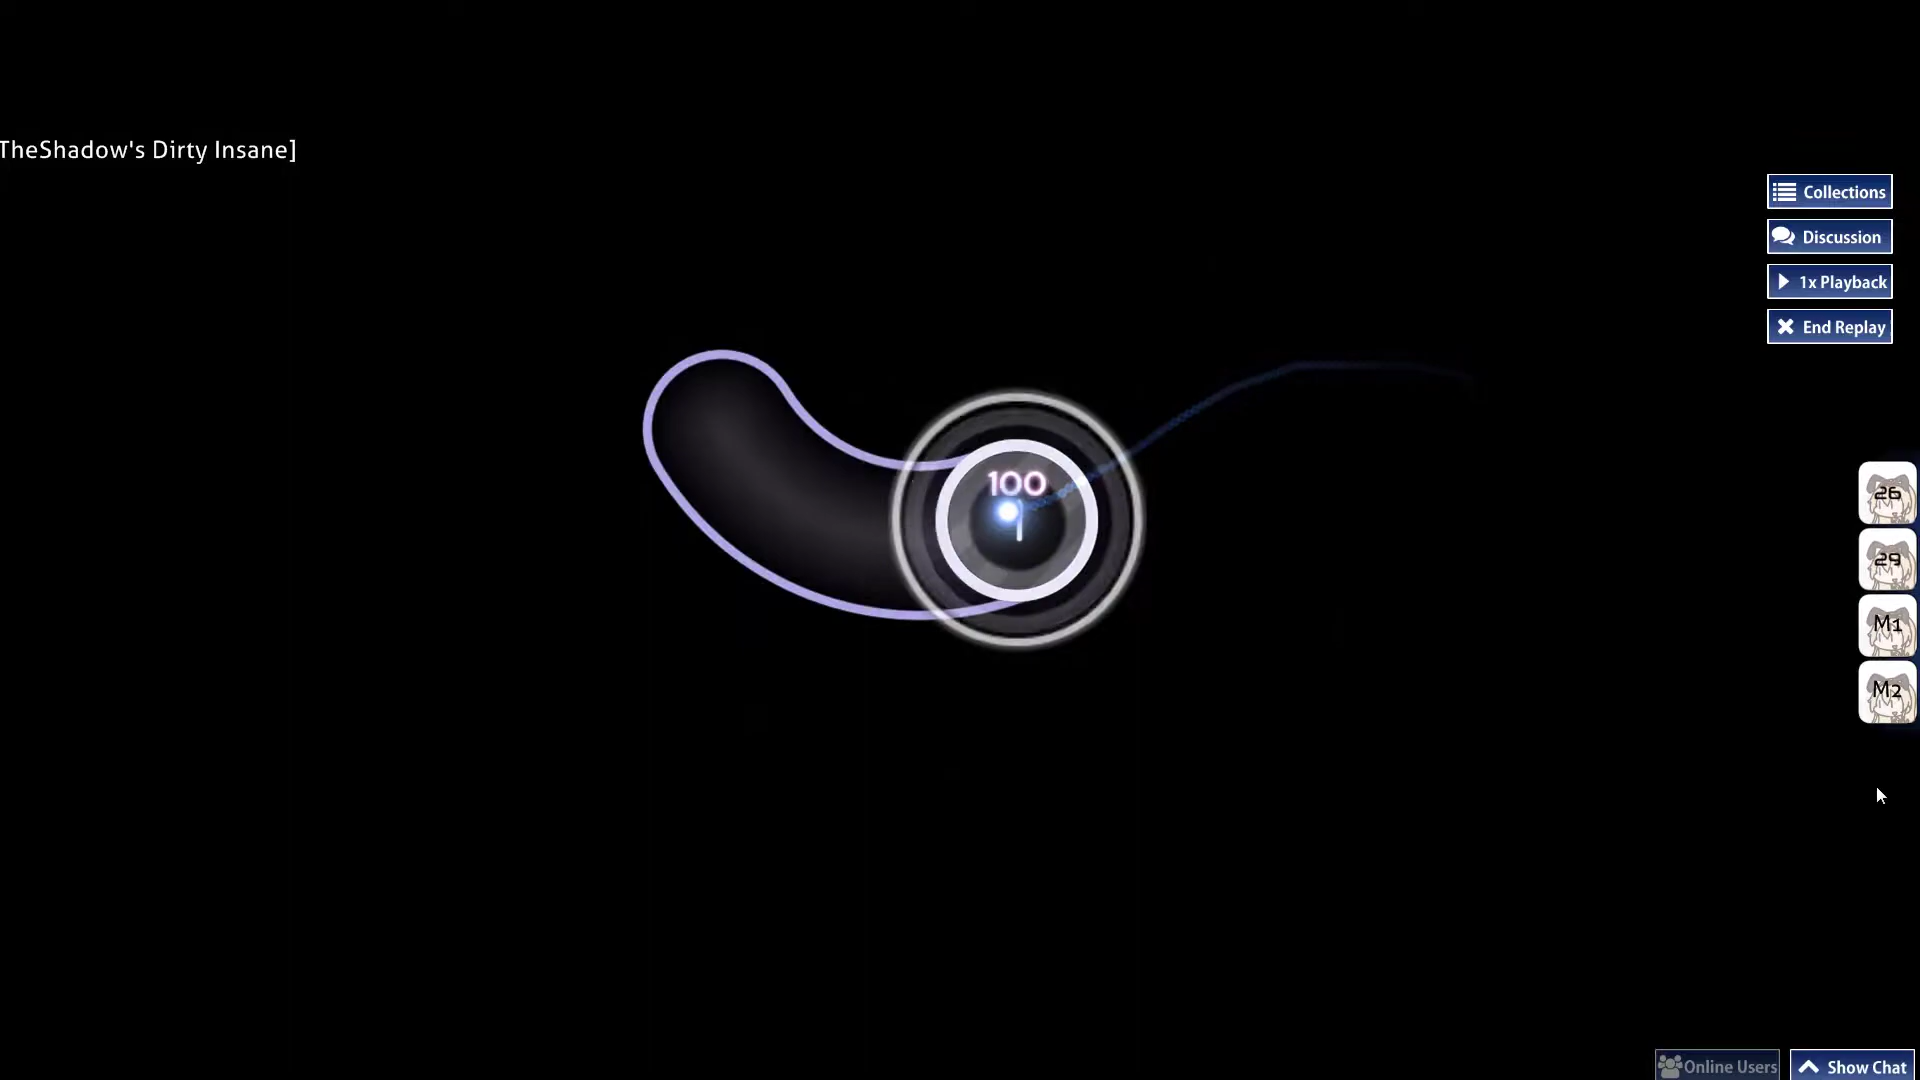 TheShadow's Dirty Insane]
Collections
Discussion
1x Playback
End Replay
100
26
29
M1
M2
Online Users
Show Chat